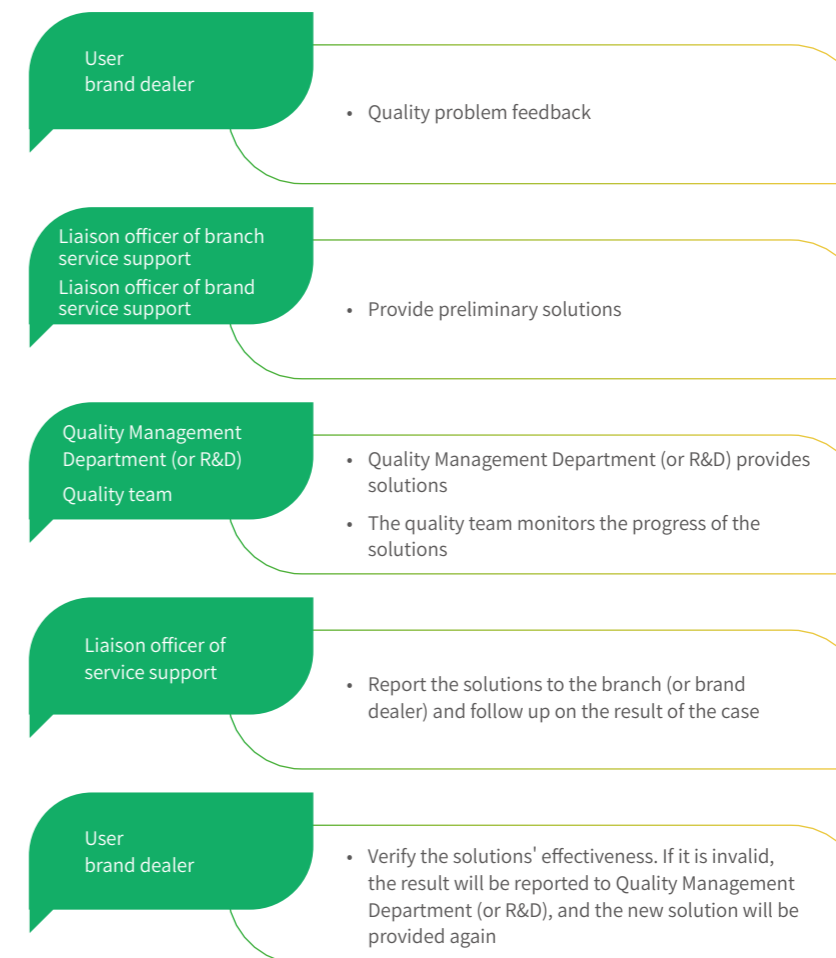 User
brand dealer
• Quality problem feedback
Liaison officer of branch
service support
Liaison officer of brand
service support
• Provide preliminary solutions
Quality Management
Department (or R&D)
Quality team
• Quality Management Department (or R&D) provides
solutions
• The quality team monitors the progress of the
solutions
Liaison officer of
service support
• Report the solutions to the branch (or brand
dealer) and follow up on the result of the case
User
brand dealer
• Verify the solutions' effectiveness. If it is invalid,
the result will be reported to Quality Management
Department (or R&D), and the new solution will be
provided again